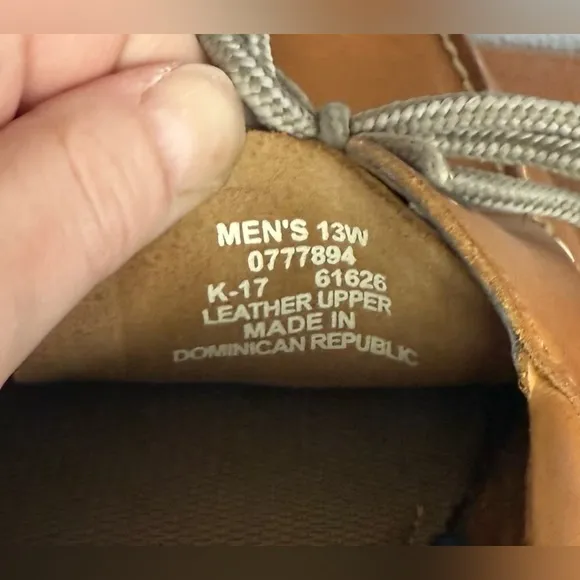 MEN'S 13W
0777894
K-17 61626
LEATHER UPPER
MADE IN
DOMINICAN REPUBLIC